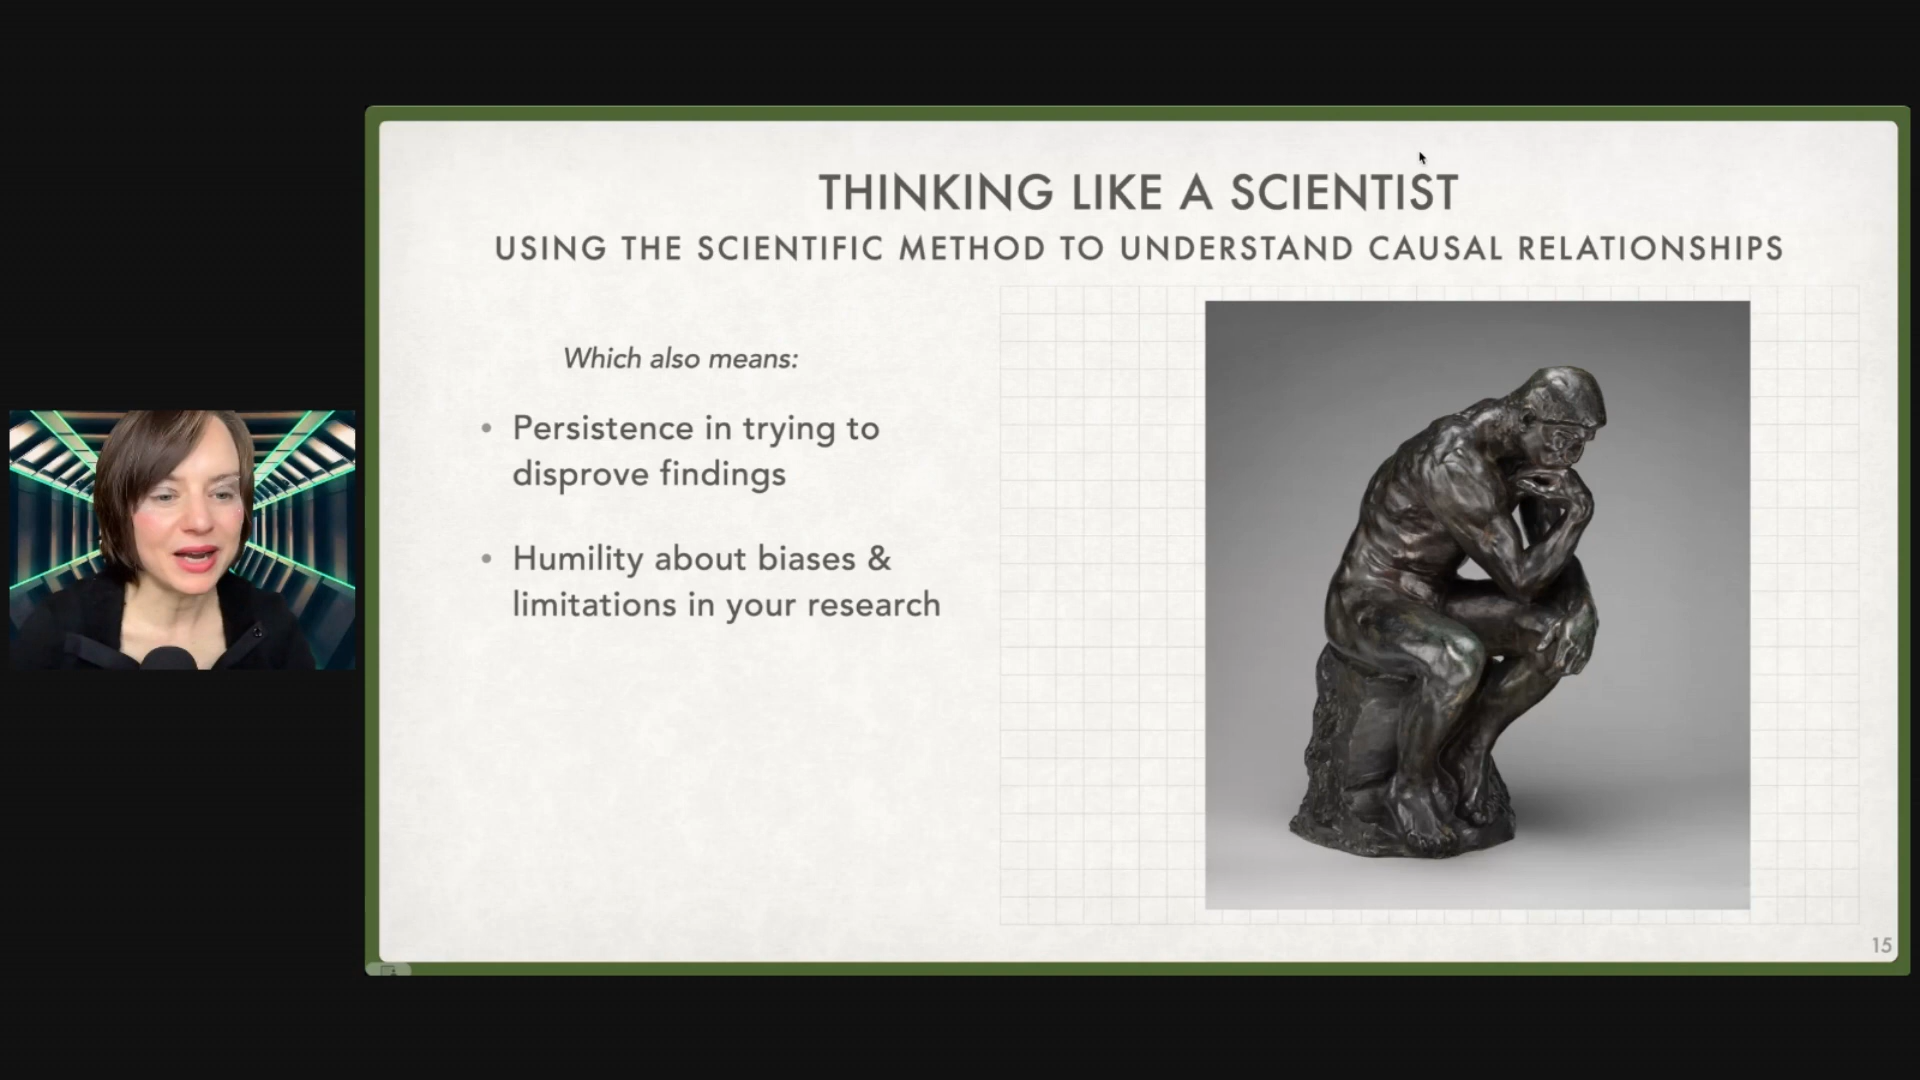 THINKING LIKE A SCIENTIST
USING THE SCIENTIFIC METHOD TO UNDERSTAND CAUSAL RELATIONSHIPS
Which also means:
• Persistence in trying to
disprove findings
• Humility about biases &
limitations in your research
15